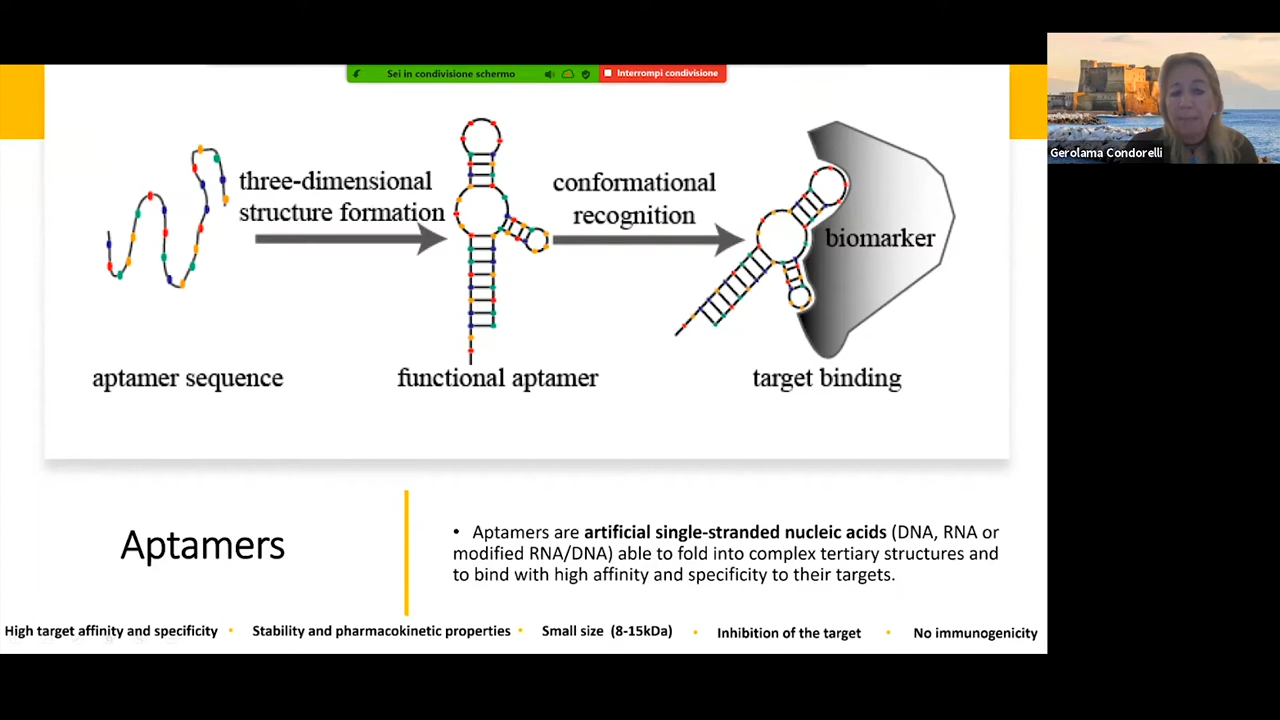 Sei in condivisione schermo
Interrompi condivisione
Gerolama Condorelli
three-dimensional
structure formation
conformational
recognition
biomarker
aptamer sequence
functional aptamer
target binding
Aptamers
• Aptamers are artificial single-stranded nucleic acids (DNA, RNA or
modified RNA/DNA) able to fold into complex tertiary structures and
to bind with high affinity and specificity to their targets.
High target affinity and specificity • Stability and pharmacokinetic properties • Small size (8-15kDa) • Inhibition of the target • No immunogenicity